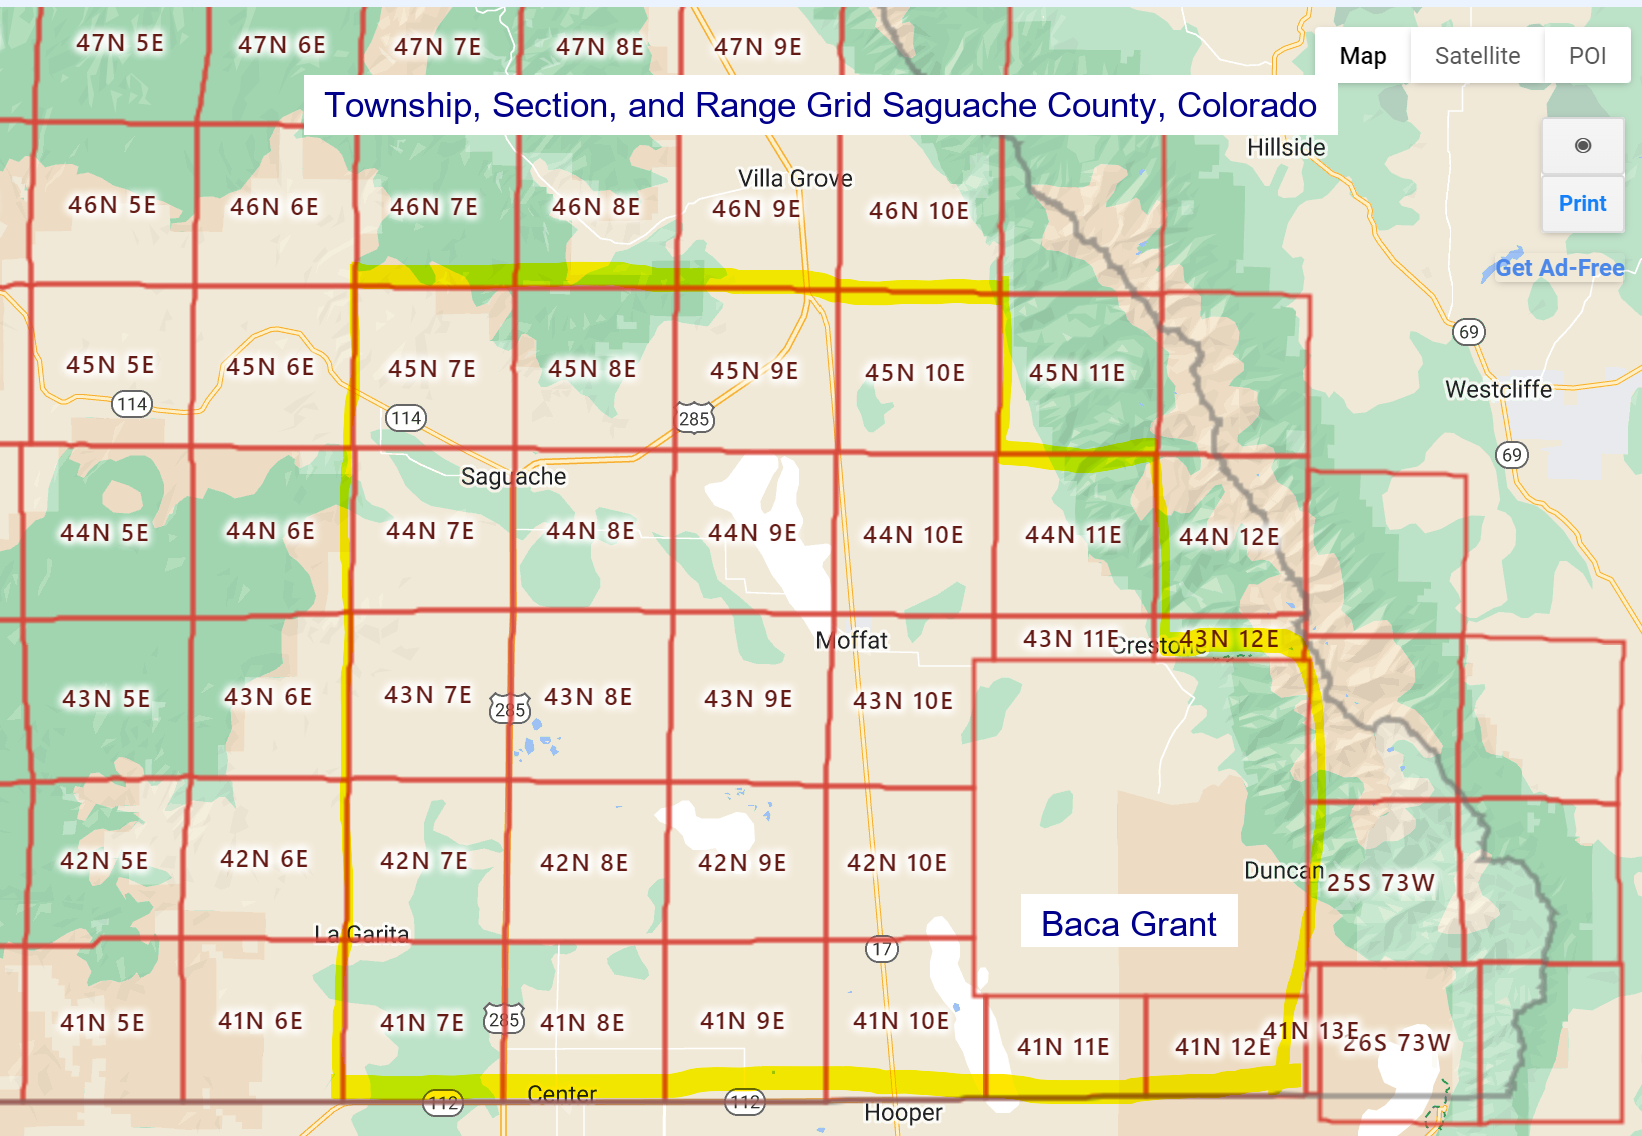 47N 5E
47N 6E
47N 7E
47N 8E
47N 9E
Map
Satellite
POI
Township, Section, and Range Grid Saguache County, Colorado
Hillside
Villa Grove
46N 5E
46N 6E
46N 7E
46N 8E
46N 9E
46N 10E
Print
Get Ad-Free
69
45N 5E
45N 6E
45N 7E
45N 8E
45N 9E
45N 10E
45N 11E
Westcliffe
114
114
285
69
Saguache
44N 5E
44N 6E
44N 7E
44N 8E
44N 9E
44N 10E
44N 11E
44N 12E
Moffat
43N 11E
Crestone
43N 12E
43N 5E
43N 6E
43N 7E
285
43N 8E
43N 9E
43N 10E
42N 5E
42N 6E
42N 7E
42N 8E
42N 9E
42N 10E
Duncan
25S 73W
Baca Grant
La Garita
17
41N 5E
41N 6E
41N 7E
285
41N 8E
41N 9E
41N 10E
41N 11E
41N 12E
41N 13E
26S 73W
112
Center
112
Hooper